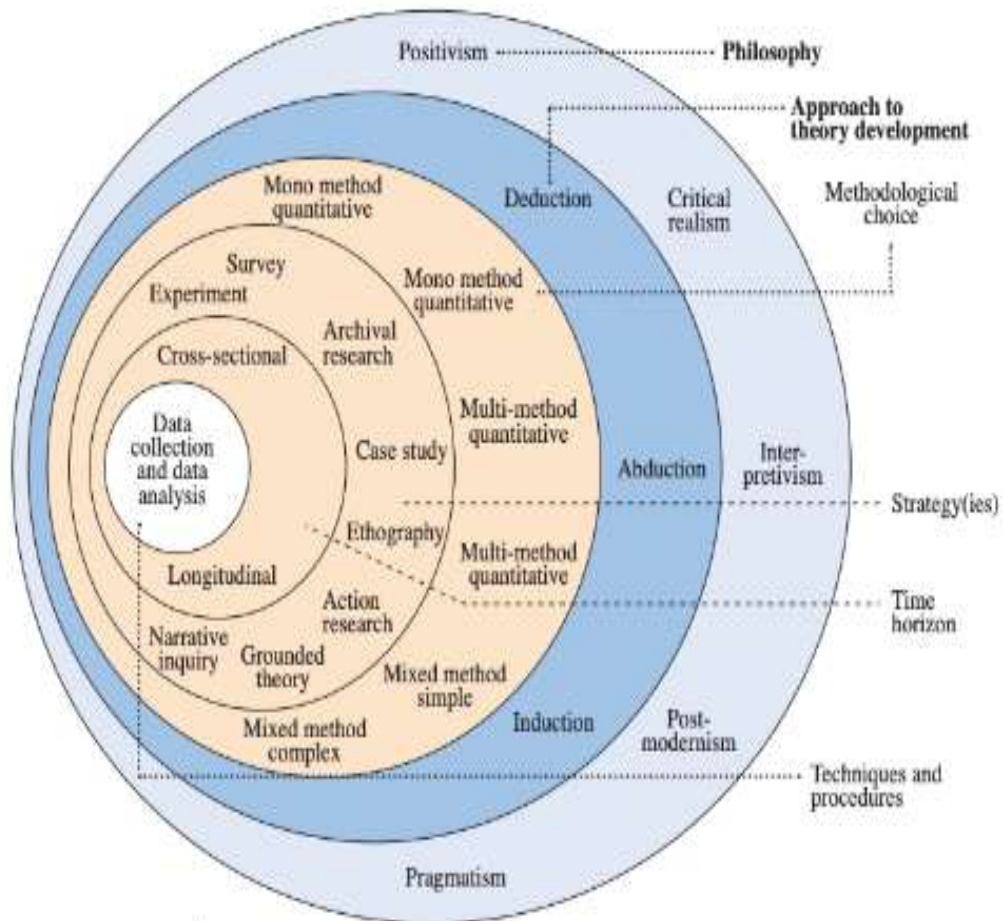 Positivism
Philosophy
Approach to
theory development
Mono method
quantitative
Deduction
Critical
realism
Methodological
choice
Survey
Experiment
Mono method
quantitative
Archival
research
Cross-sectional
Data
collection
and data
analysis
Case study
Multi-method
quantitative
Abduction
Inter-
pretivism
Strategy(ies)
Ethography
Multi-method
quantitative
Longitudinal
Action
research
Time
horizon
Narrative
inquiry
Grounded
theory
Mixed method
simple
Mixed method
complex
Induction
Post-
modernism
Techniques and
procedures
Pragmatism